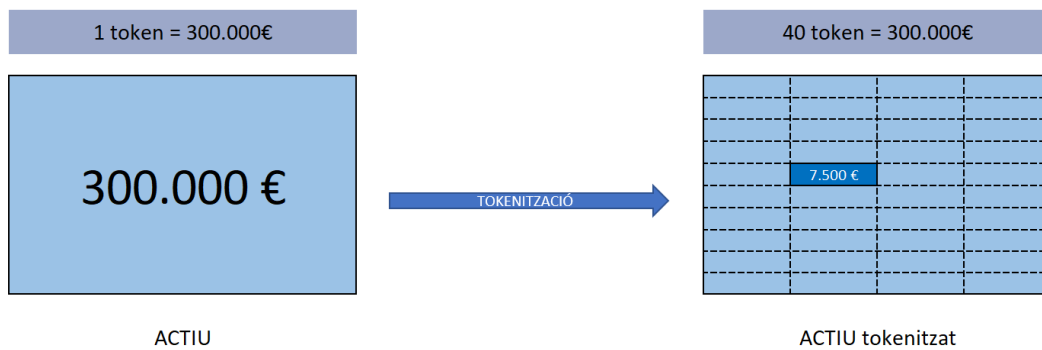 1 token = 300.000€
40 token = 300.000€
300.000 €
7.500 €
TOKENITZACIÓ
ACTIU
ACTIU tokenitzat